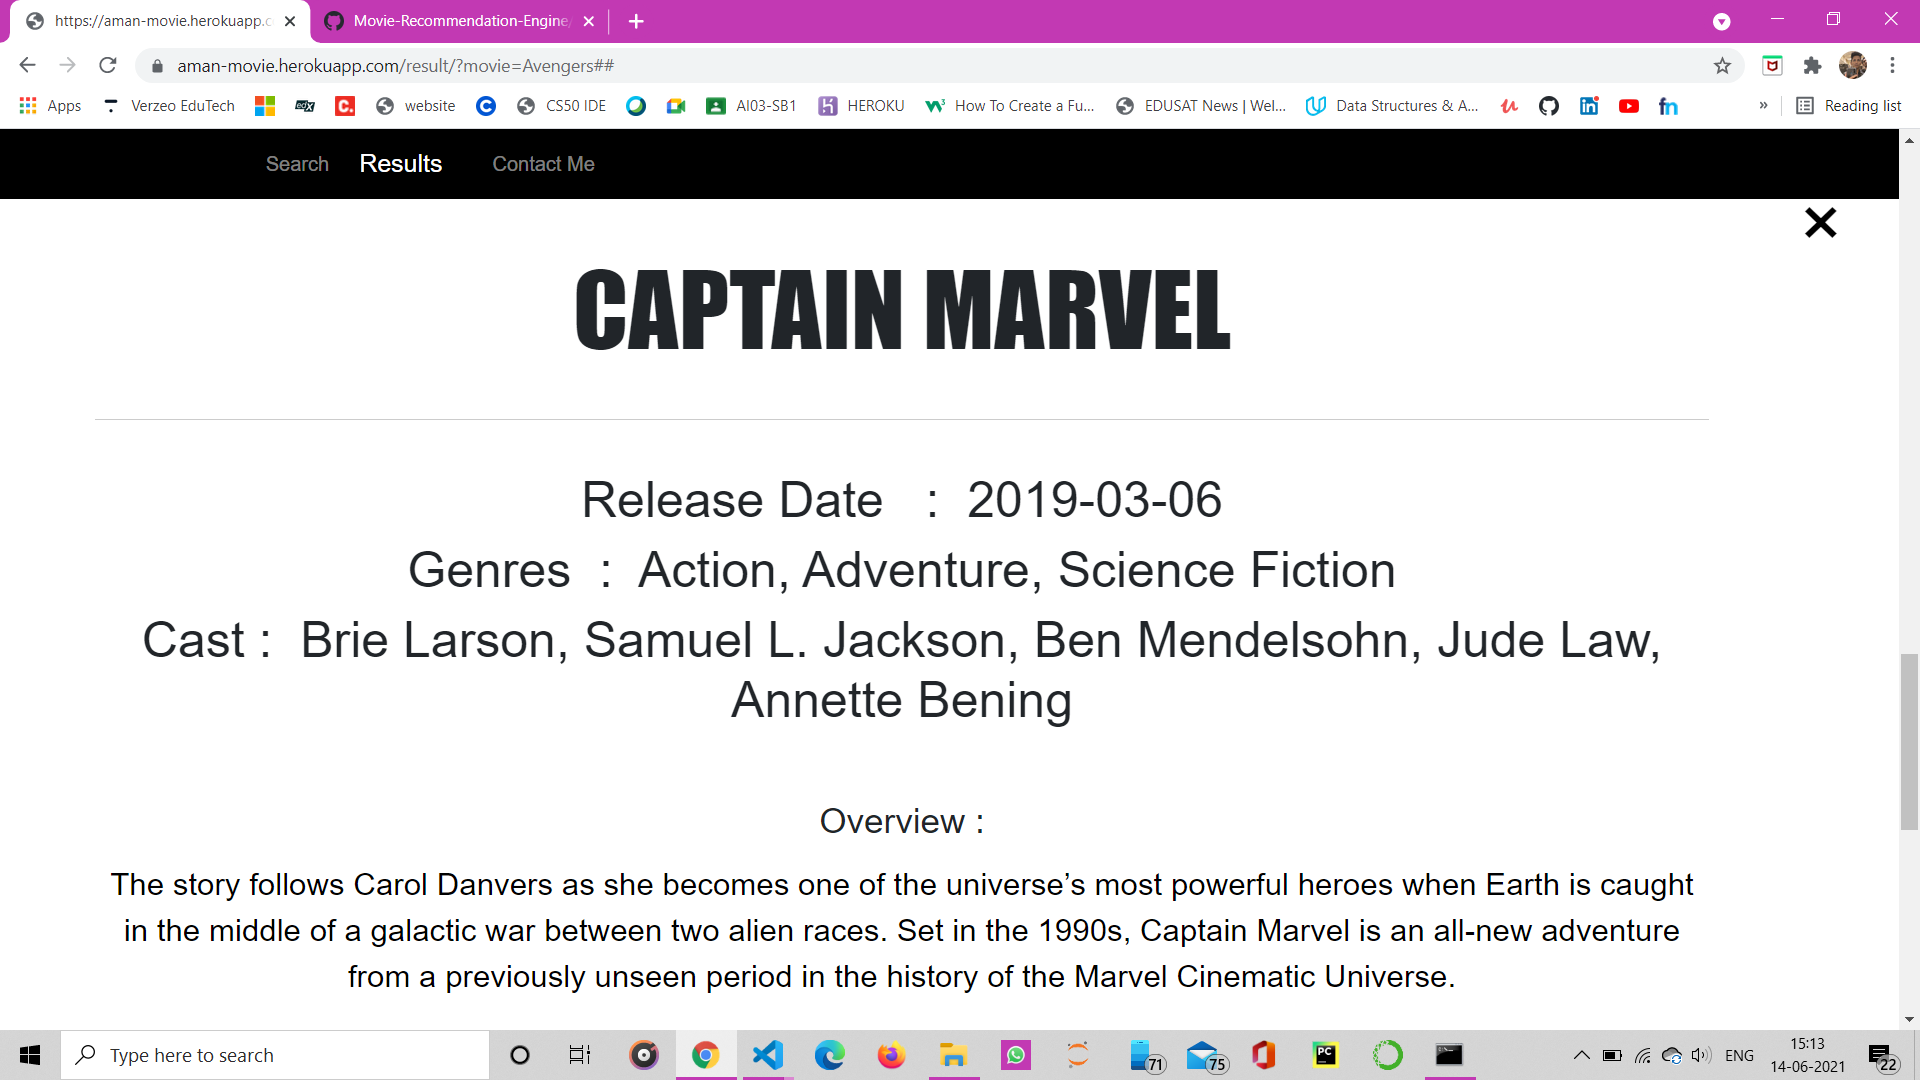 https://aman-movie.herokuapp.c
Movie-Recommendation-Engine
aman-movie.herokuapp.com/result/?movie=Avengers##
Apps
Verzeo EduTech
edX
C.
website
C
CS50 IDE
AI03-SB1
HEROKU
How To Create a Fu...
EDUSAT News | Wel...
Data Structures & A...
in
fn
»
Reading list
Search
Results
Contact Me
CAPTAIN MARVEL
Release Date : 2019-03-06
Genres : Action, Adventure, Science Fiction
Cast : Brie Larson, Samuel L. Jackson, Ben Mendelsohn, Jude Law,
Annette Bening
Overview :
The story follows Carol Danvers as she becomes one of the universe’s most powerful heroes when Earth is caught
in the middle of a galactic war between two alien races. Set in the 1990s, Captain Marvel is an all-new adventure
from a previously unseen period in the history of the Marvel Cinematic Universe.
Type here to search
71
75
PC
ENG
15:13
14-06-2021
22